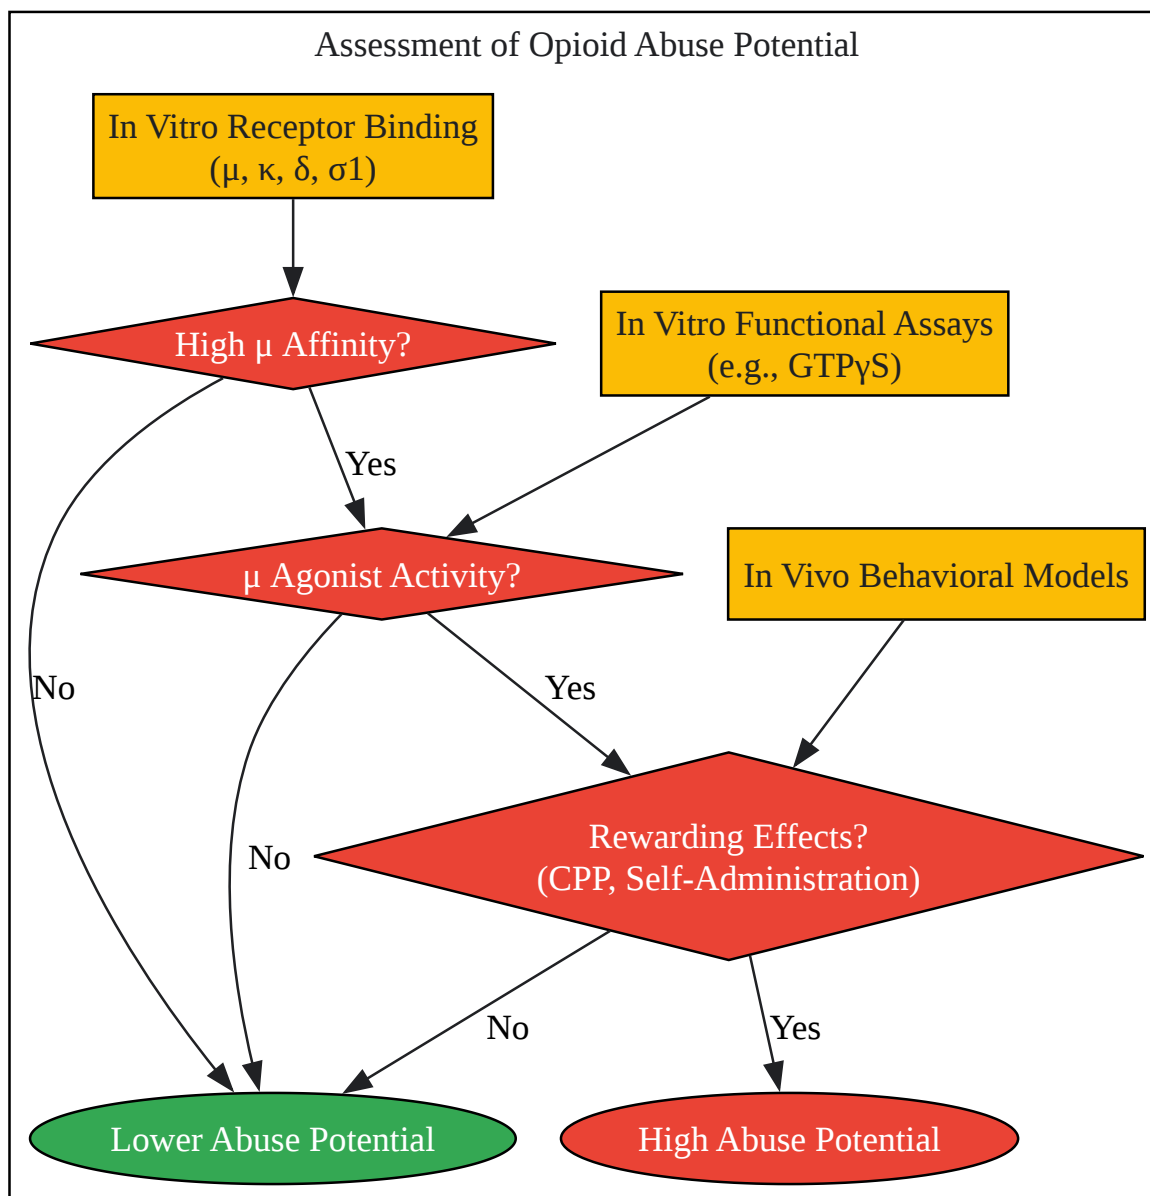 Assessment of Opioid Abuse Potential
In Vitro Receptor Binding
(μ, κ, δ, σ1)
High μ Affinity?
In Vitro Functional Assays
(e.g., GTPγS)
Yes
μ Agonist Activity?
In Vivo Behavioral Models
No
Yes
No
Rewarding Effects?
(CPP, Self-Administration)
No
Yes
Lower Abuse Potential
High Abuse Potential